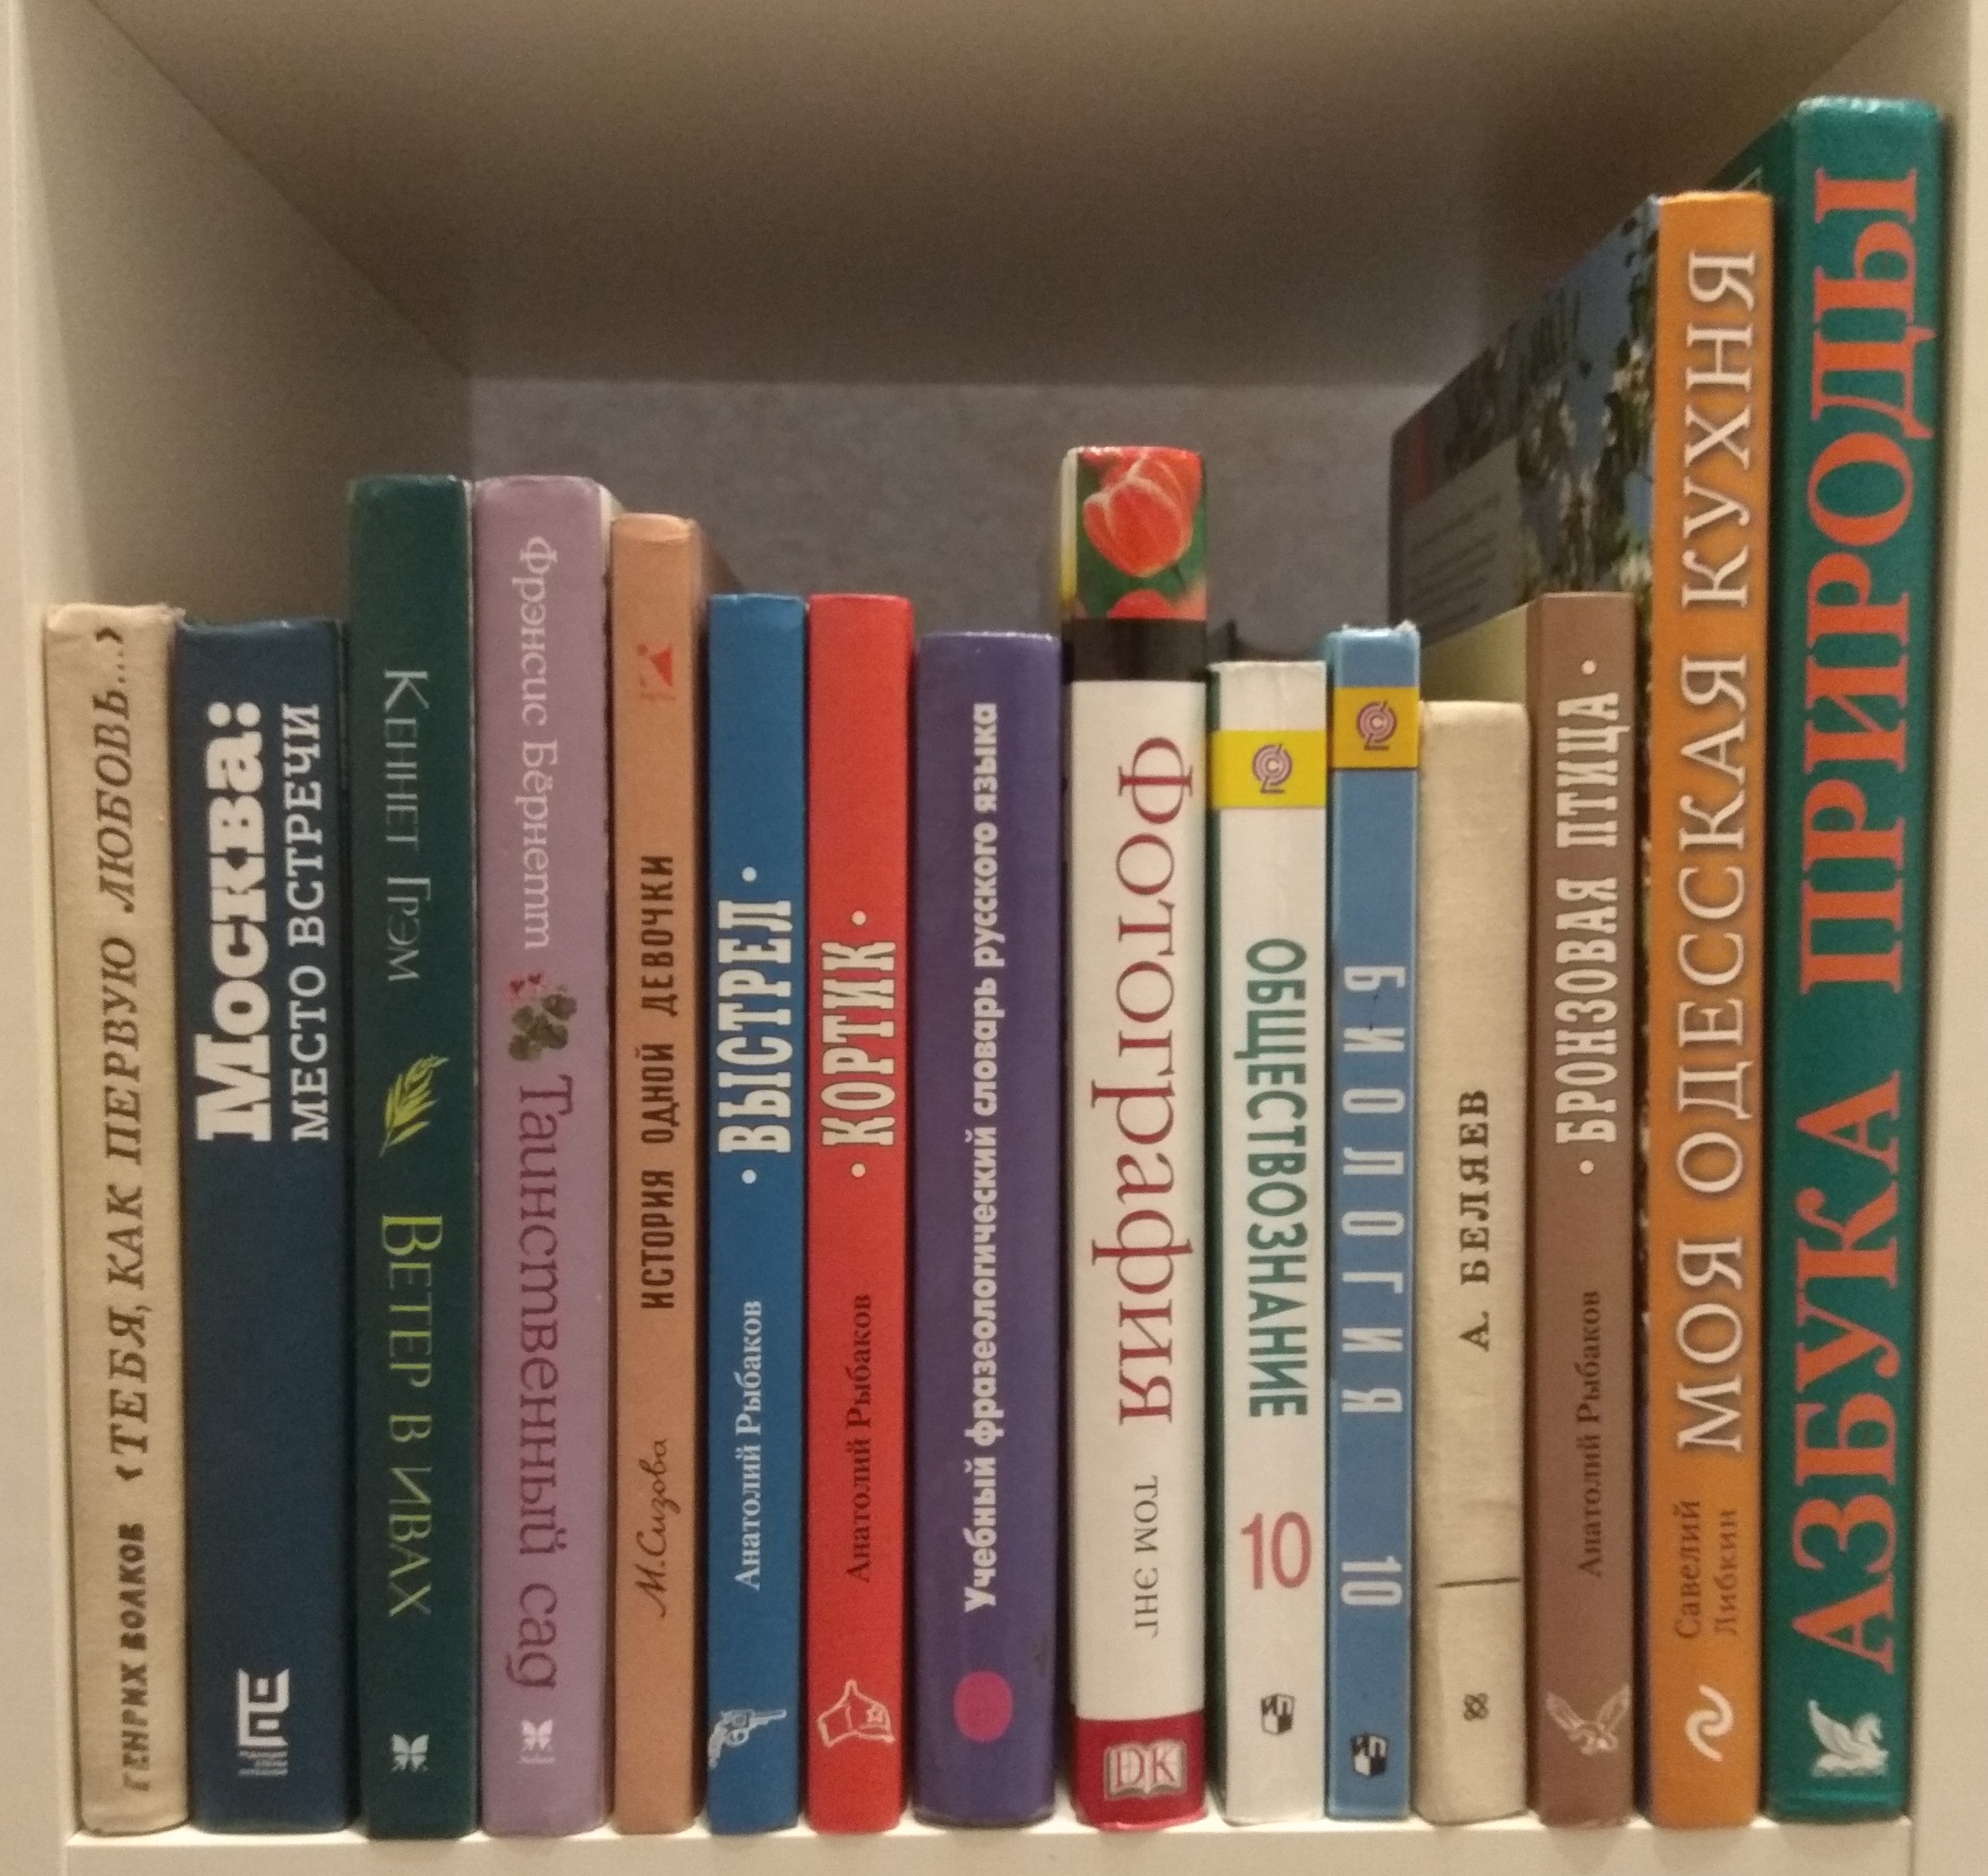 ГЕНРИХ ВОЛКОВ «ТЕБЯ, КАК ПЕРВУЮ ЛЮБОВЬ...»
Москва:
МЕСТО ВСТРЕЧИ
КЕННЕТ ГРЭМ ВЕТЕР В ИВАХ
Фрэнсис Бёрнетт Таинственный сад
М.Сизова ИСТОРИЯ ОДНОЙ ДЕВОЧКИ
Анатолий Рыбаков • ВЫСТРЕЛ •
Анатолий Рыбаков • КОРТИК •
Учебный фразеологический словарь русского языка
Фотография ТОМ ЭНГ
DK
ОБЩЕСТВОЗНАНИЕ 10
БИОЛОГИЯ 10
А. БЕЛЯЕВ
8
Анатолий Рыбаков • БРОНЗОВАЯ ПТИЦА •
Савелий
Либкин
МОЯ ОДЕССКАЯ КУХНЯ
АЗБУКА ПРИРОДЫ